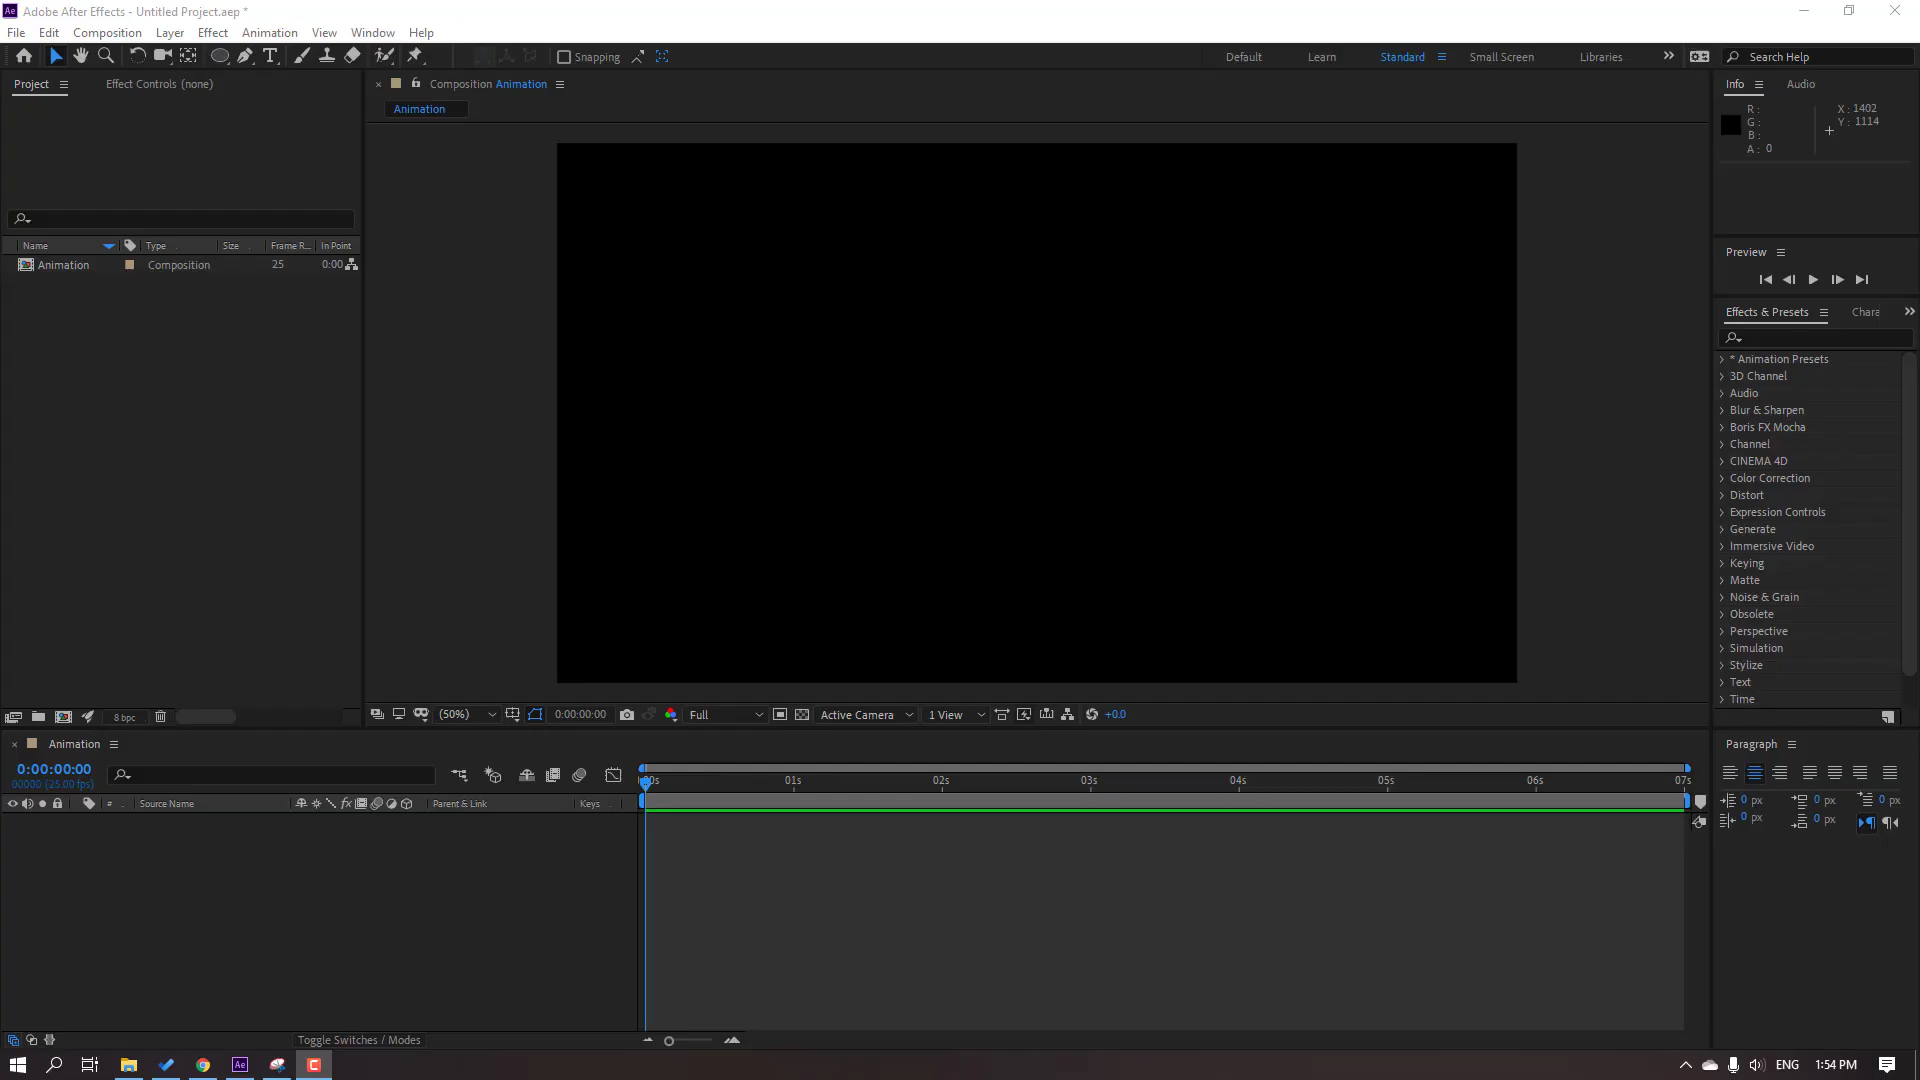 Adobe After Effects - Untitled Project.aep *
File Edit Composition Layer Effect Animation View Window Help
Snapping
Default Learn Standard Small Screen Libraries
Search Help
Project Effect Controls (none)
Composition Animation
Info Audio
Animation
R :
G :
B :
A : 0
X : 1402
Y : 1114
Name Type Size Frame R... In Point
Animation Composition 25 0:00
Preview
Effects & Presets Chara
* Animation Presets
3D Channel
Audio
Blur & Sharpen
Boris FX Mocha
Channel
CINEMA 4D
Color Correction
Distort
Expression Controls
Generate
Immersive Video
Keying
Matte
Noise & Grain
Obsolete
Perspective
Simulation
Stylize
Text
Time
8 bpc
(50%) 0:00:00:00 Full Active Camera 1 View +0.0
Animation
Paragraph
0:00:00:00
00000 (25.00 fps)
01s 02s 03s 04s 05s 06s 07s
# Source Name fx Parent & Link Keys
0 px 0 px 0 px
0 px 0 px
Toggle Switches / Modes
ENG 1:54 PM